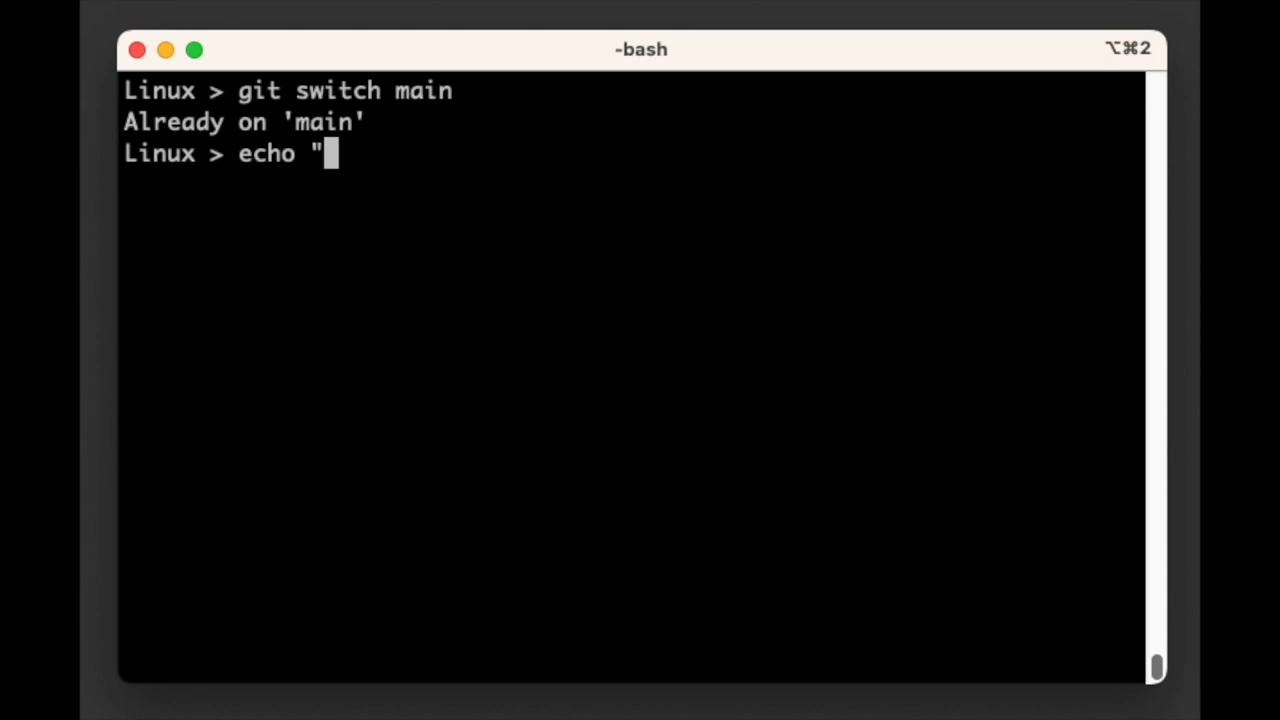 -bash
⌥⌘2
Linux > git switch main
Already on 'main'
Linux > echo "